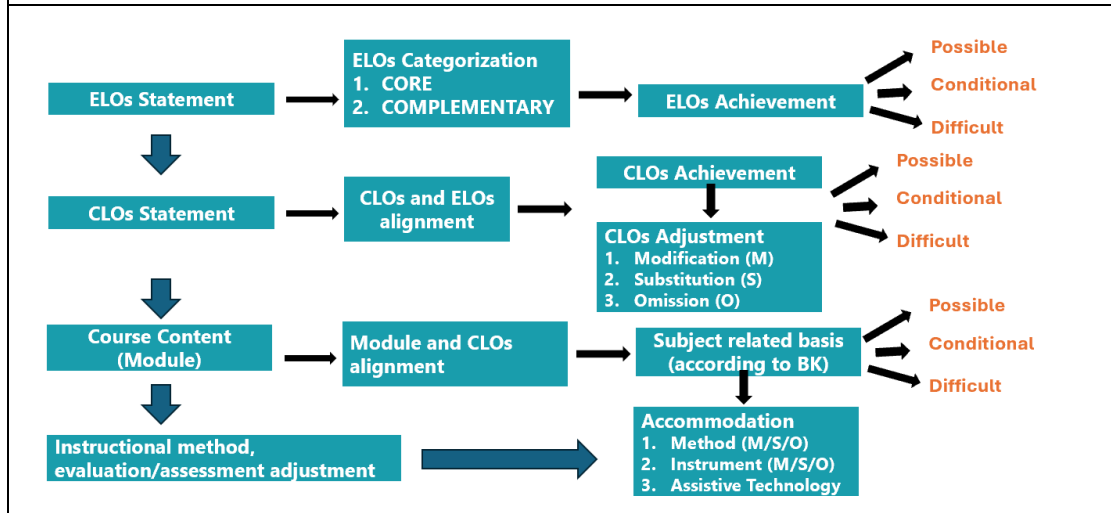 ELOs Statement
ELOs Categorization
1. CORE
2. COMPLEMENTARY
ELOs Achievement
Possible
Conditional
Difficult
CLOs Statement
CLOs and ELOs
alignment
CLOs Achievement
Possible
Conditional
Difficult
CLOs Adjustment
1. Modification (M)
2. Substitution (S)
3. Omission (O)
Course Content
(Module)
Module and CLOs
alignment
Subject related basis
(according to BK)
Possible
Conditional
Difficult
Instructional method,
evaluation/assessment adjustment
Accommodation
1. Method (M/S/O)
2. Instrument (M/S/O)
3. Assistive Technology